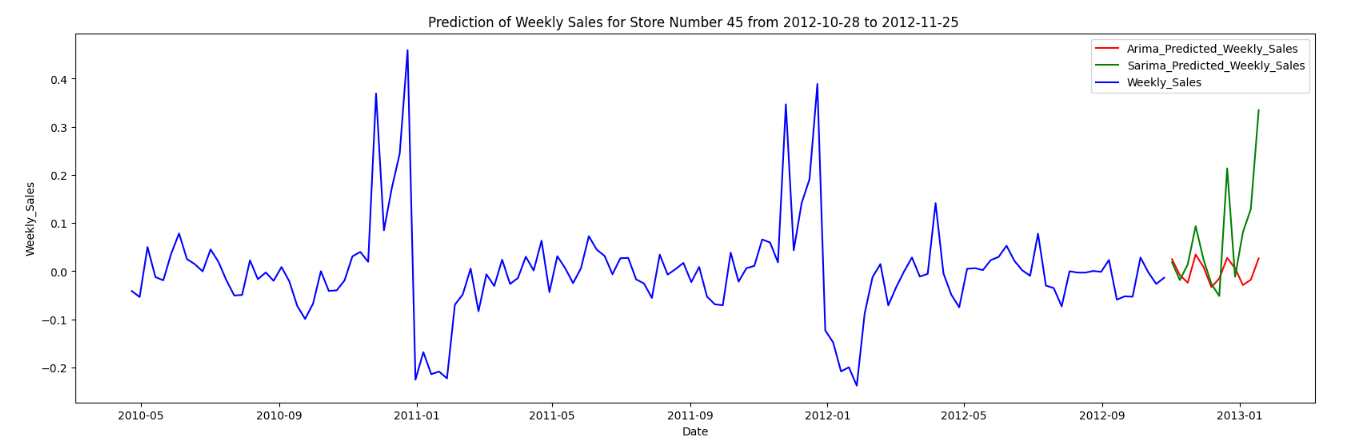 Prediction of Weekly Sales for Store Number 45 from 2012-10-28 to 2012-11-25
Arima_Predicted_Weekly_Sales
Sarima_Predicted_Weekly_Sales
Weekly_Sales
0.4
0.3
0.2
0.1
0.0
−0.1
−0.2
Weekly_Sales
2010-05
2010-09
2011-01
2011-05
2011-09
2012-01
2012-05
2012-09
2013-01
Date